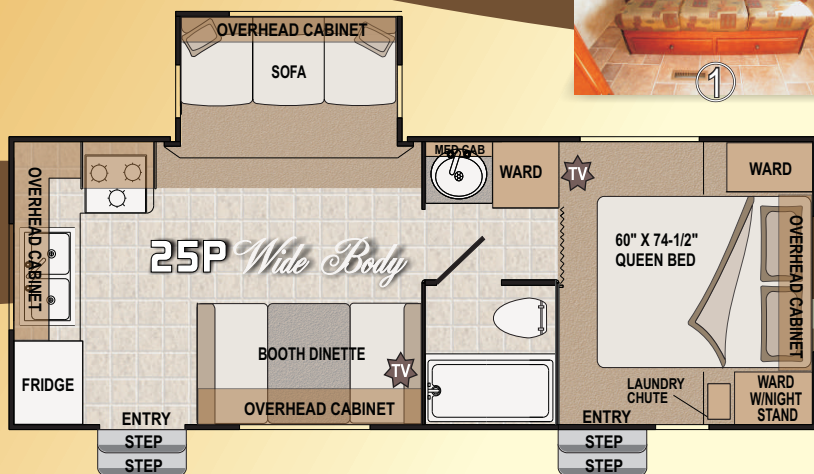 OVERHEAD CABINET
SOFA
1
MED CAB
WARD
TV
WARD
OVERHEAD CABINET
25P Wide Body
60" X 74-1/2"
QUEEN BED
OVERHEAD CABINET
BOOTH DINETTE
TV
FRIDGE
OVERHEAD CABINET
LAUNDRY
CHUTE
WARD
W/NIGHT
STAND
ENTRY
ENTRY
STEP
STEP
STEP
STEP